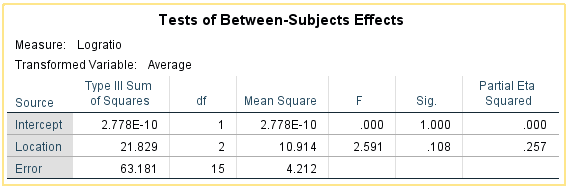 Tests of Between-Subjects Effects
Measure: Logratio
Transformed Variable: Average
Source Type III Sum of Squares df Mean Square F Sig. Partial Eta Squared
Intercept 2.778E-10 1 2.778E-10 .000 1.000 .000
Location 21.829 2 10.914 2.591 .108 .257
Error 63.181 15 4.212